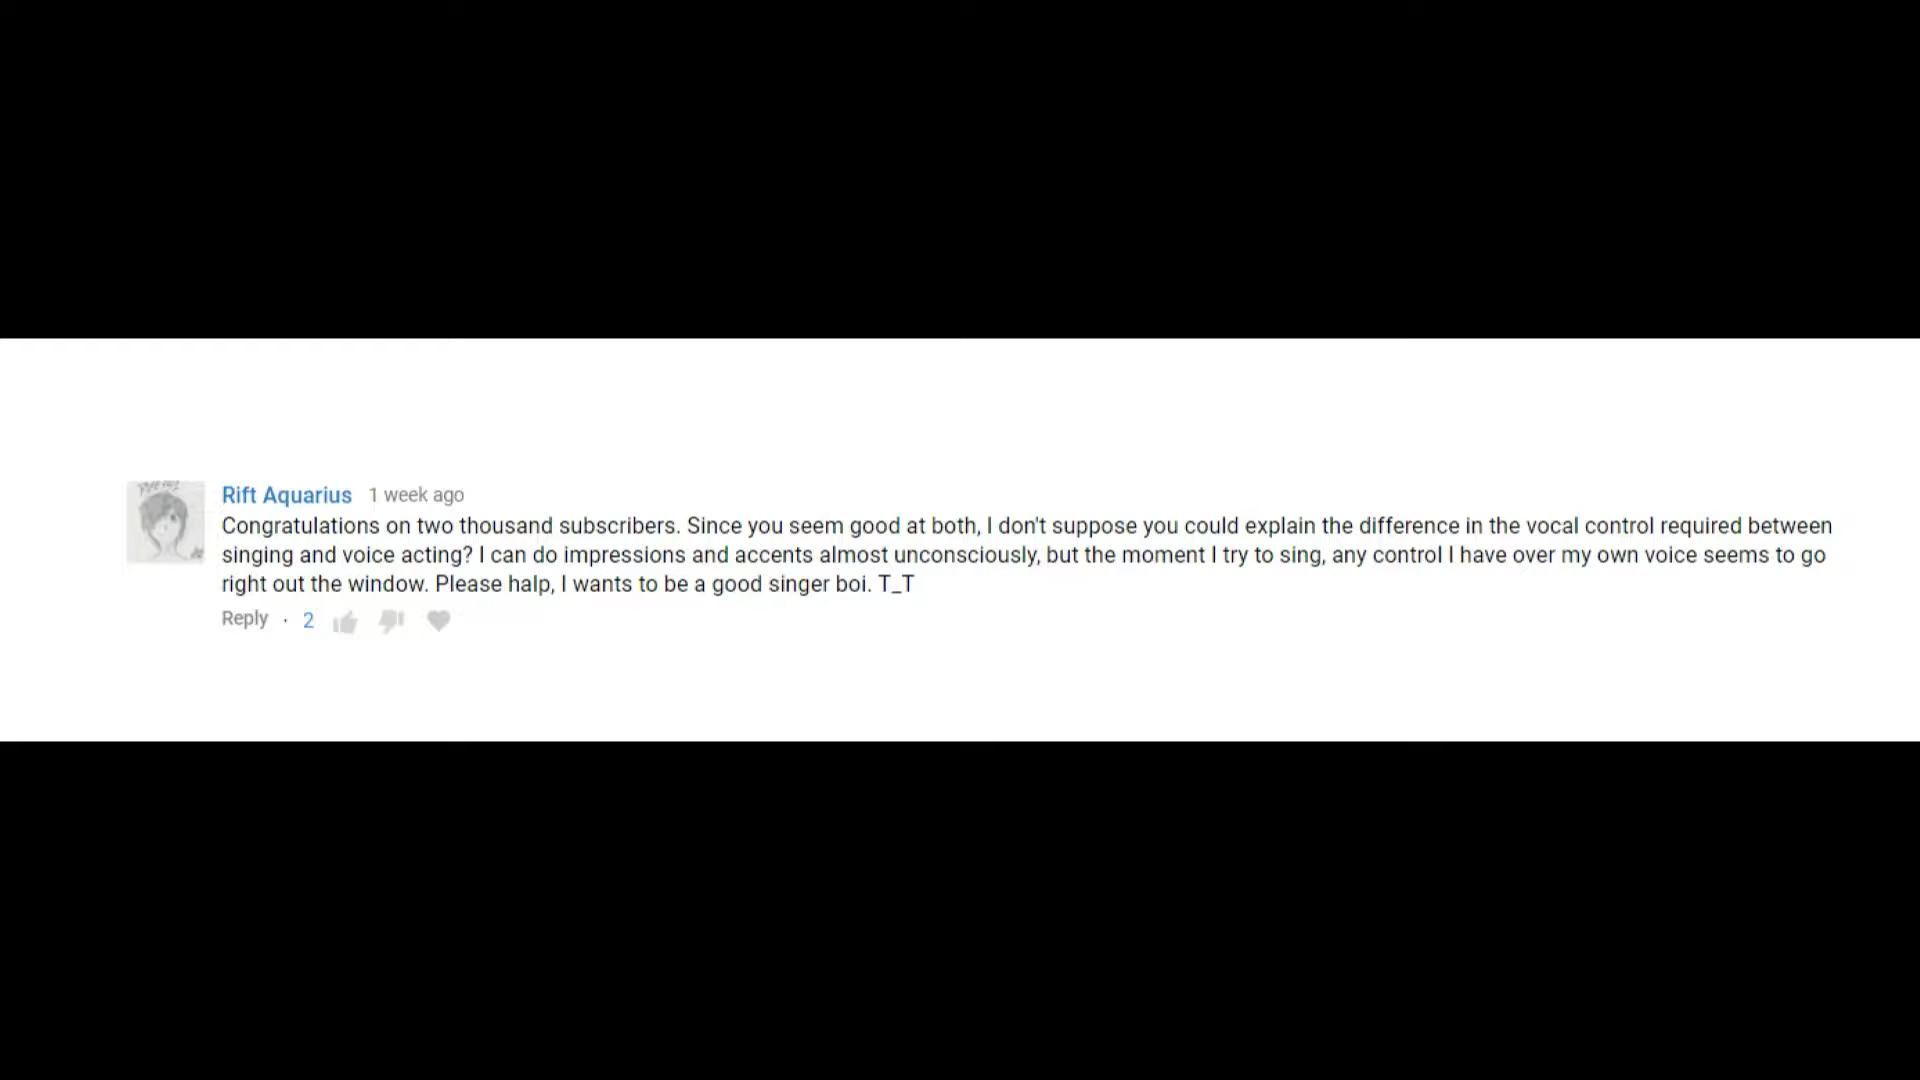 Rift Aquarius 1 week ago
Congratulations on two thousand subscribers. Since you seem good at both, I don't suppose you could explain the difference in the vocal control required between
singing and voice acting? I can do impressions and accents almost unconsciously, but the moment I try to sing, any control I have over my own voice seems to go
right out the window. Please halp, I wants to be a good singer boi. T_T
Reply · 2